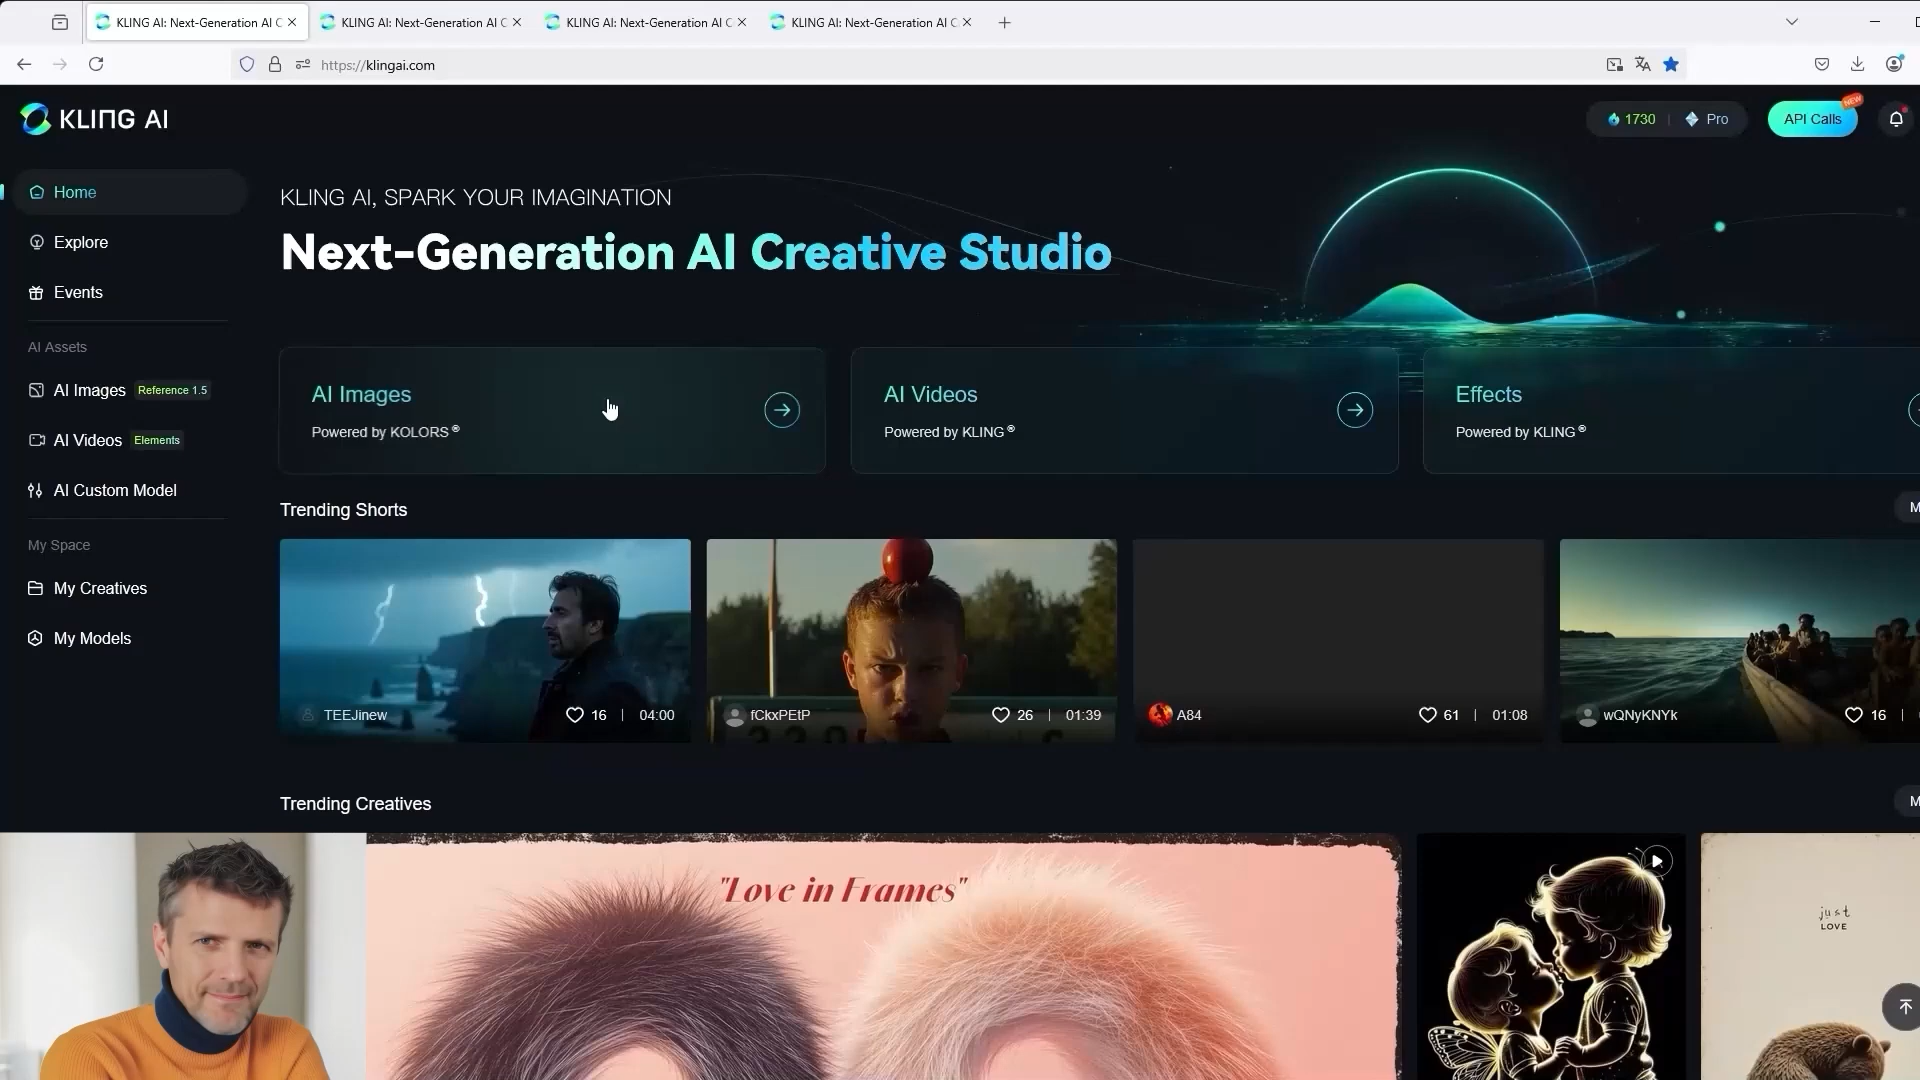 KLING AI: Next-Generation AI C
KLING AI: Next-Generation AI C
KLING AI: Next-Generation AI C
KLING AI: Next-Generation AI C
https://klingai.com
KLING AI
1730 | Pro
API Calls
NEW
Home
Explore
Events
AI Assets
AI Images Reference 1.5
AI Videos Elements
AI Custom Model
My Space
My Creatives
My Models
KLING AI, SPARK YOUR IMAGINATION
Next-Generation AI Creative Studio
AI Images
Powered by KOLORS ®
AI Videos
Powered by KLING ®
Effects
Powered by KLING ®
Trending Shorts
M
TEEJinew 16 | 04:00
fCkxPEtP 26 | 01:39
A84 61 | 01:08
wQNyKNYk 16 |
Trending Creatives
M
"Love in Frames"
just
LOVE